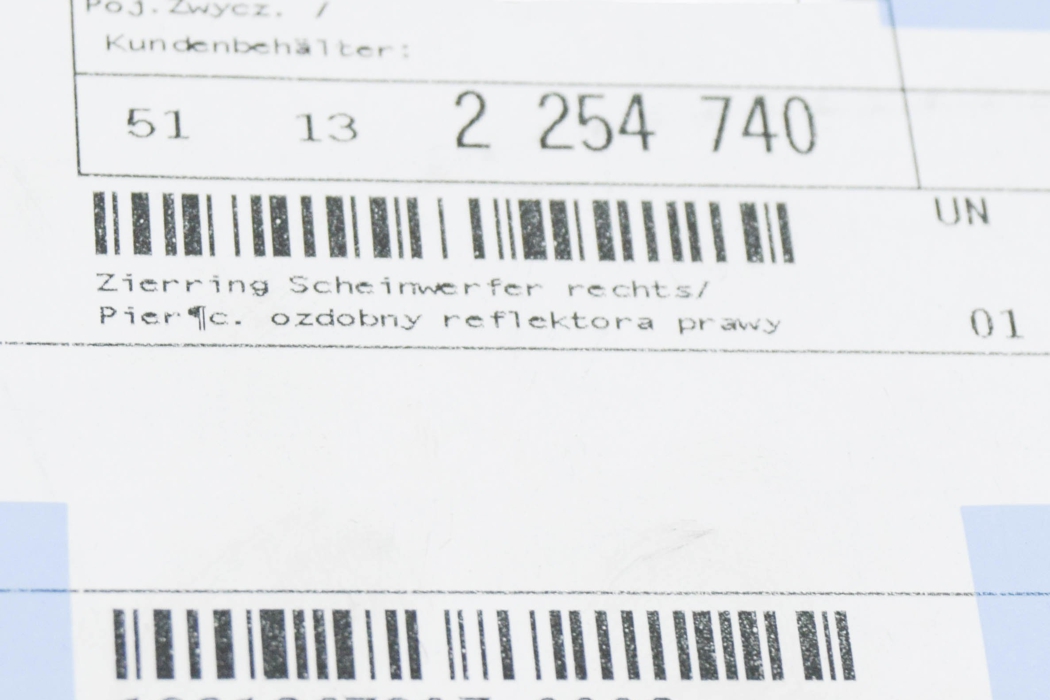 Poj.Zwycz. /
Kundenbehälter:
51 13 2 254 740
UN
Zierring Scheinwerfer rechts/
Pier¶c. ozdobny reflektora prawy
01